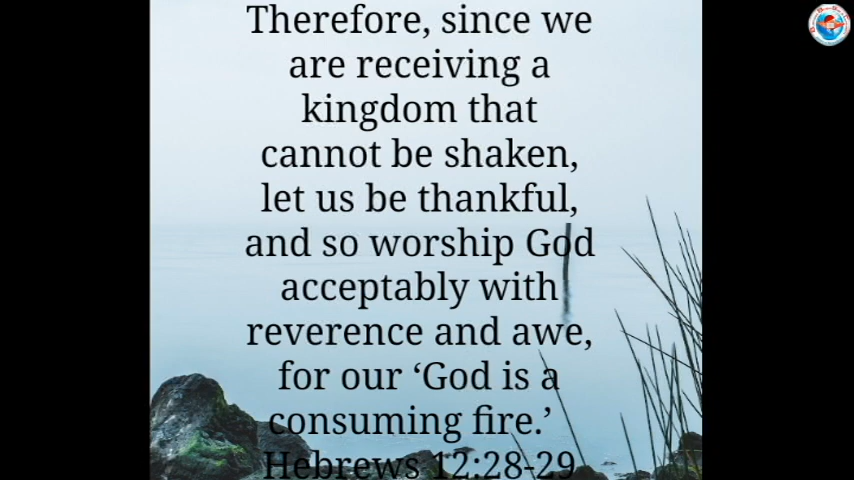 Therefore, since we
are receiving a
kingdom that
cannot be shaken,
let us be thankful,
and so worship God
acceptably with
reverence and awe,
for our ‘God is a
consuming fire.’
Hebrews 12:28-29